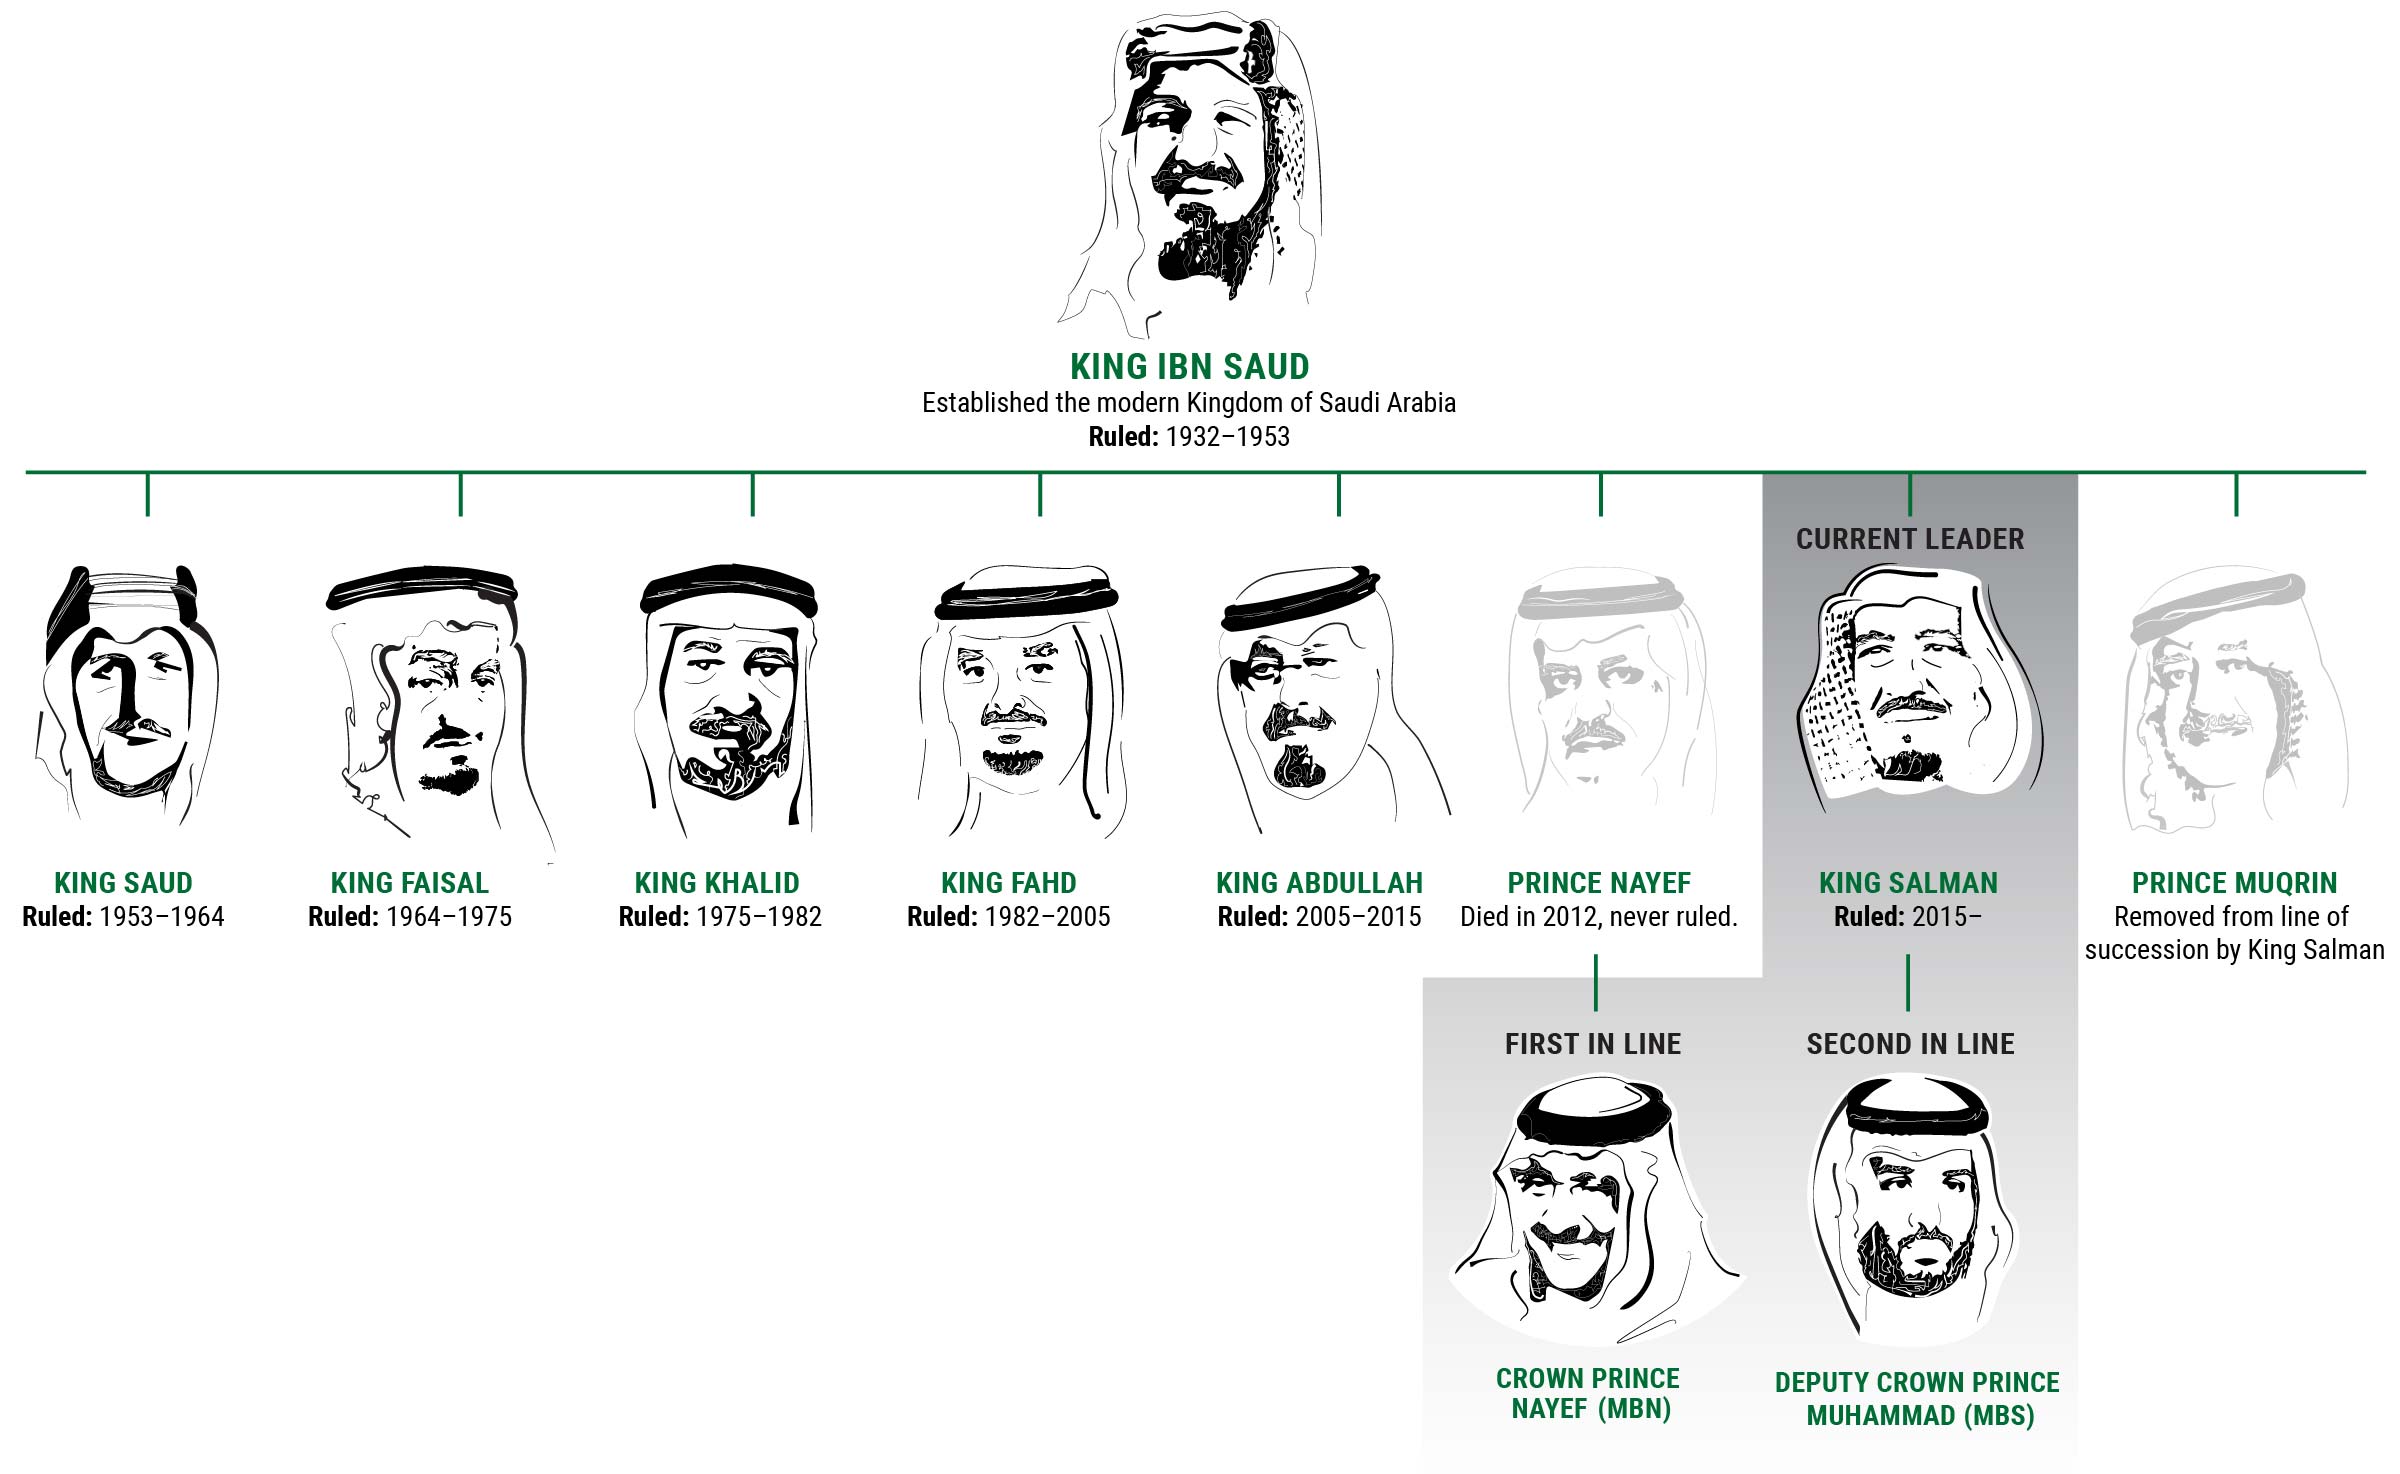 KING IBN SAUD
Established the modern Kingdom of Saudi Arabia
Ruled: 1932–1953
CURRENT LEADER
KING SAUD
Ruled: 1953–1964
KING FAISAL
Ruled: 1964–1975
KING KHALID
Ruled: 1975–1982
KING FAHD
Ruled: 1982–2005
KING ABDULLAH
Ruled: 2005–2015
PRINCE NAYEF
Died in 2012, never ruled.
KING SALMAN
Ruled: 2015–
PRINCE MUQRIN
Removed from line of
succession by King Salman
FIRST IN LINE
SECOND IN LINE
CROWN PRINCE
NAYEF (MBN)
DEPUTY CROWN PRINCE
MUHAMMAD (MBS)